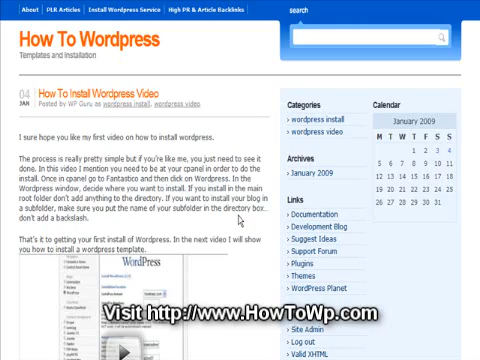 About PLR Articles Install Wordpress Service High PR & Article Backlinks
search
How To Wordpress
Templates and Installation
04
JAN
How To Install Wordpress Video
Posted by WP Guru as wordpress install, wordpress video
I sure hope you like my first video on how to install wordpress.
The process is really pretty simple but if you're like me, you just need to see it
done. In this video I mention you need to be at your cpanel in order to do the
install. Once in cpanel go to Fantastico and then click on Wordpress. In the
Wordpress window, decide where you want to install. If you install in the main
root folder don't add anything to the directory. If you want to install your blog in
a subfolder, make sure you put the name of your subfolder in the directory box...
don't add a backslash.
That's it to getting your first install of Wordpress. In the next video I will show
you how to install a wordpress template.
WordPress
Categories
wordpress install
wordpress video
Archives
January 2009
Links
Documentation
Development Blog
Suggest Ideas
Support Forum
Plugins
Themes
WordPress Planet
Site Admin
Log out
Valid XHTML
Calendar
January 2009
M T W T F S S
1 2 3 4
5 6 7 8 9 10 11
12 13 14 15 16 17 18
19 20 21 22 23 24 25
26 27 28 29 30 31
Visit http://www.HowToWp.com